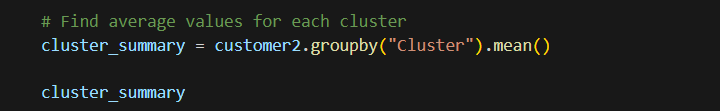 # Find average values for each cluster
cluster_summary = customer2.groupby("Cluster").mean()
cluster_summary